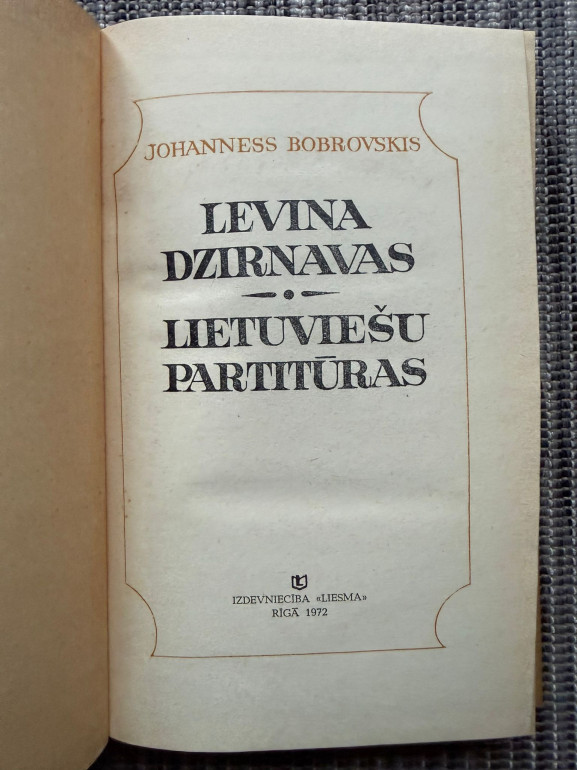 JOHANNESS BOBROVSKIS
LEVINA
DZIRNAVAS
LIETUVIEŠU
PARTITŪRAS
IZDEVNIECĪBA «LIESMA»
RĪGĀ 1972